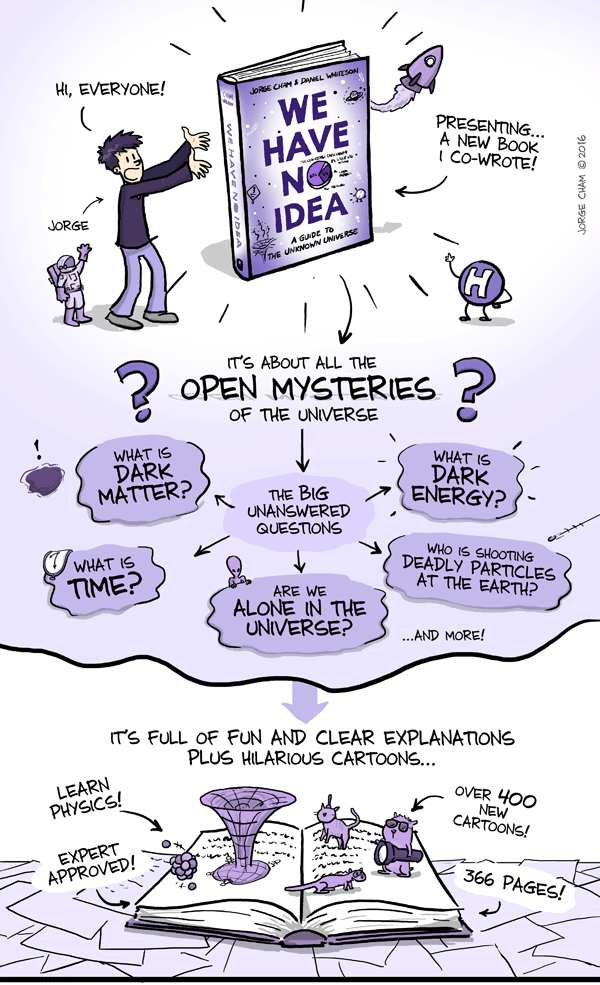 HI, EVERYONE!
JORGE
CHAM
WHITESON
WE HAVE NO IDEA
JORGE CHAM & DANIEL WHITESON
WE
HAVE
NO
IDEA
A GUIDE TO
THE UNKNOWN UNIVERSE
PRESENTING...
A NEW BOOK
I CO-WROTE!
JORGE CHAM © 2016
H
IT'S ABOUT ALL THE
OPEN MYSTERIES
OF THE UNIVERSE
?
?
!
WHAT IS
DARK
MATTER?
THE BIG
UNANSWERED
QUESTIONS
WHAT IS
DARK
ENERGY?
WHAT IS
TIME?
ARE WE
ALONE IN THE
UNIVERSE?
WHO IS SHOOTING
DEADLY PARTICLES
AT THE EARTH?
...AND MORE!
IT'S FULL OF FUN AND CLEAR EXPLANATIONS
PLUS HILARIOUS CARTOONS...
LEARN
PHYSICS!
EXPERT
APPROVED!
OVER 400
NEW
CARTOONS!
366 PAGES!